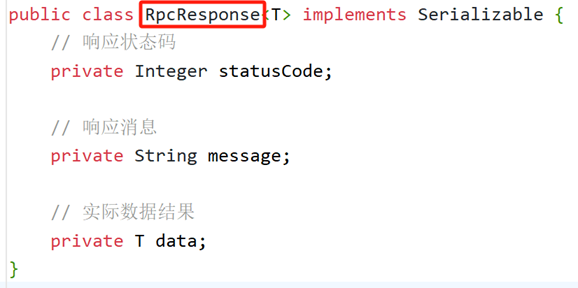 public class RpcResponse<T> implements Serializable {
// 响应状态码
private Integer statusCode;
// 响应消息
private String message;
// 实际数据结果
private T data;
}